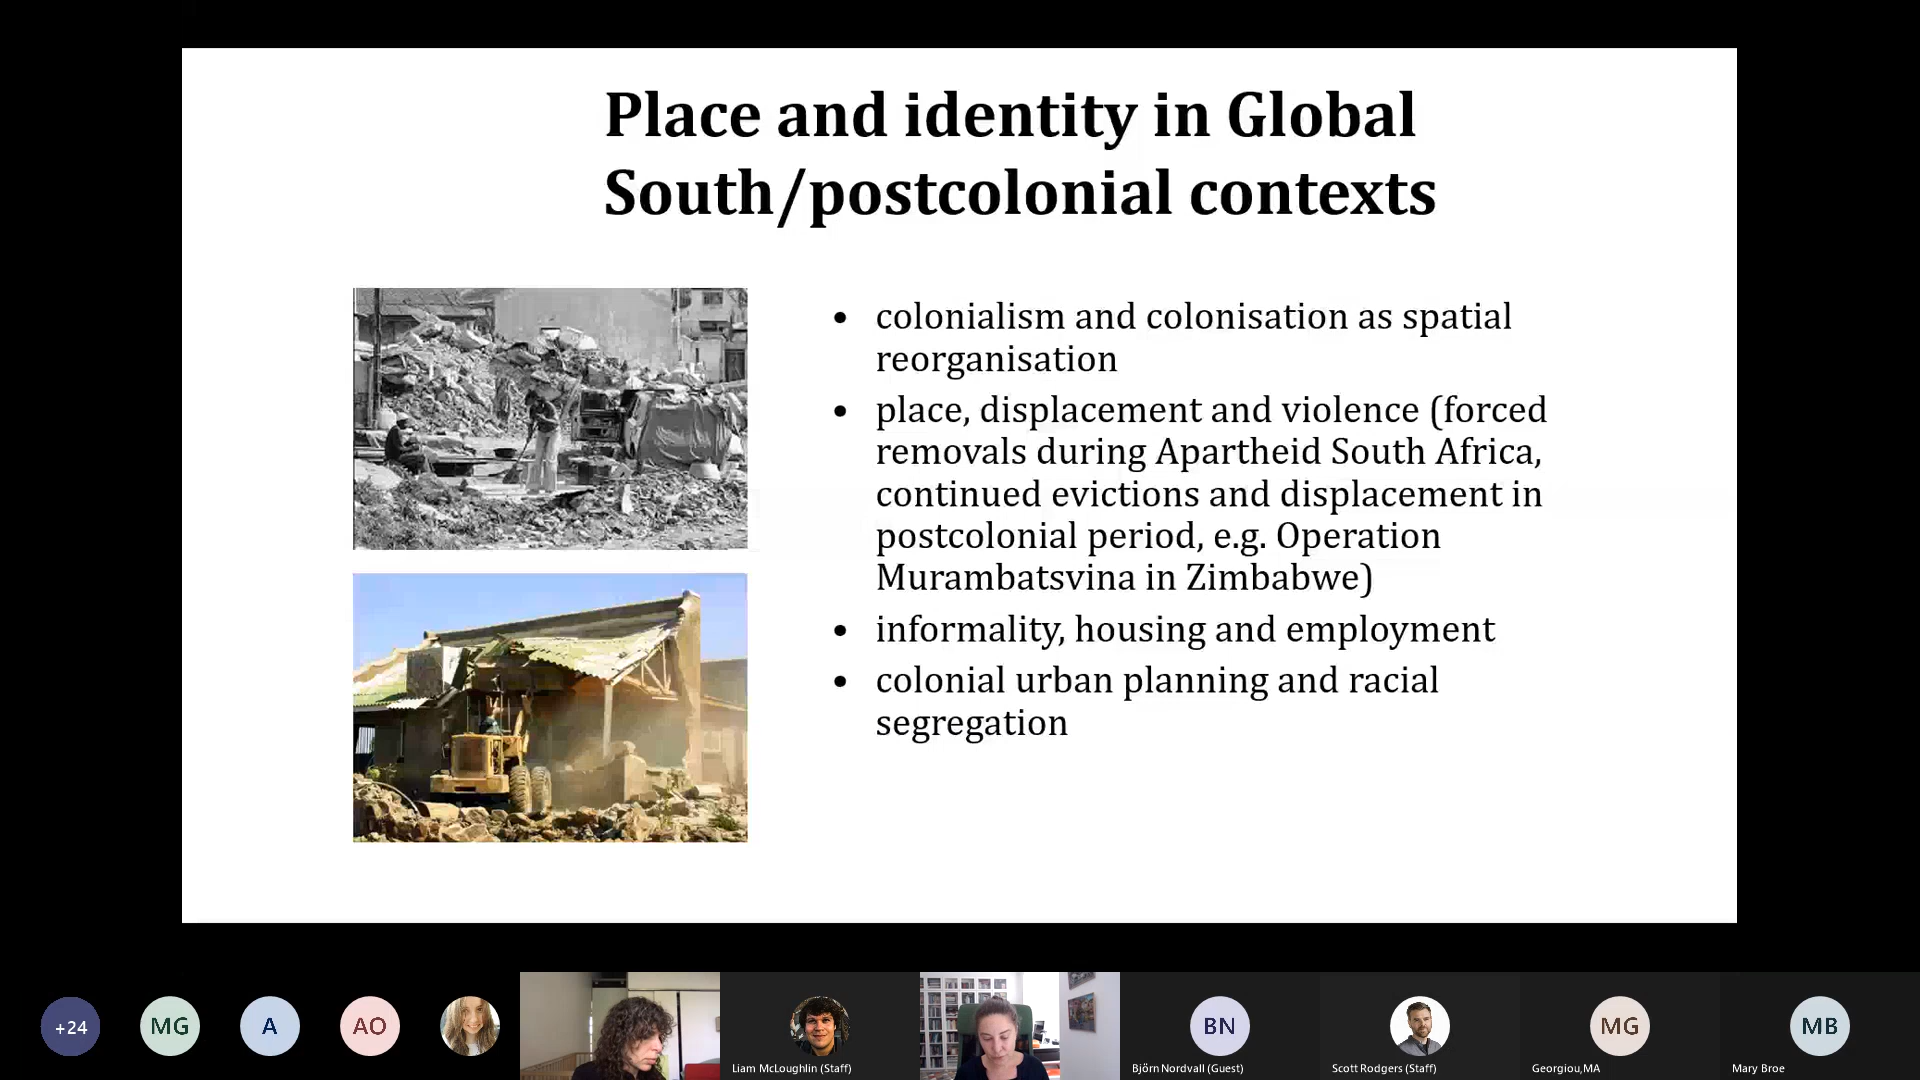 Place and identity in Global
South/postcolonial contexts
• colonialism and colonisation as spatial
reorganisation
• place, displacement and violence (forced
removals during Apartheid South Africa,
continued evictions and displacement in
postcolonial period, e.g. Operation
Murambatsvina in Zimbabwe)
• informality, housing and employment
• colonial urban planning and racial
segregation
+24
MG
A
AO
Liam McLoughlin (Staff)
BN
Björn Nordvall (Guest)
Scott Rodgers (Staff)
MG
Georgiou,MA
MB
Mary Broe